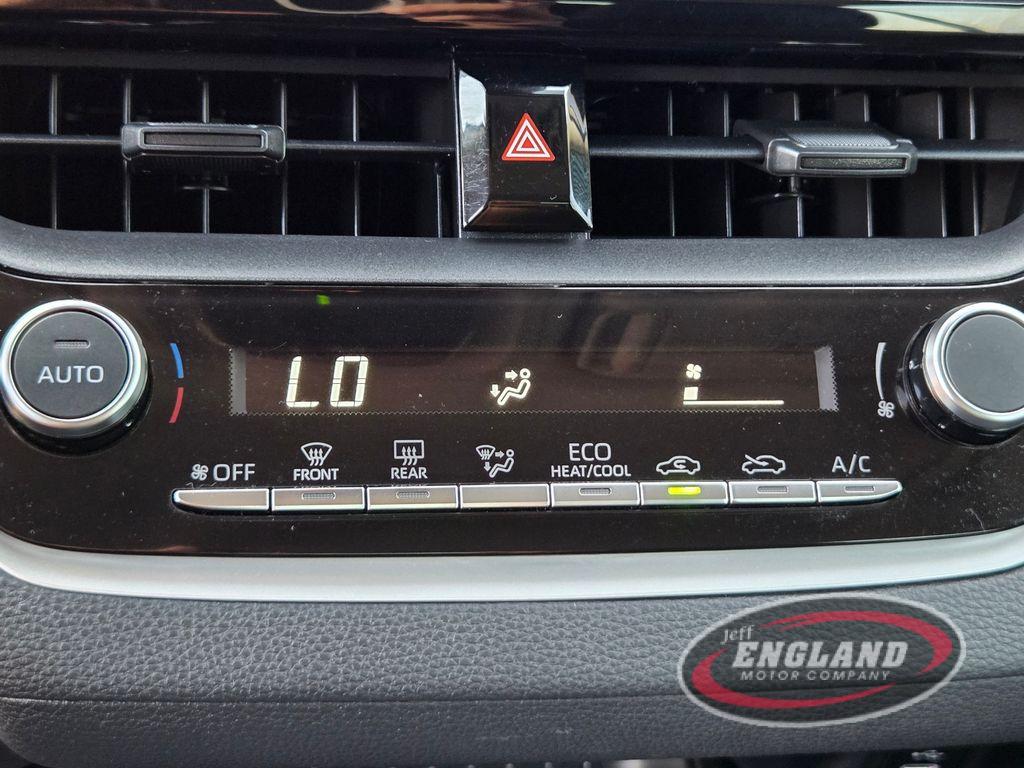 AUTO
LO
OFF
FRONT
REAR
ECO
HEAT/COOL
A/C
Jeff
ENGLAND
MOTOR COMPANY